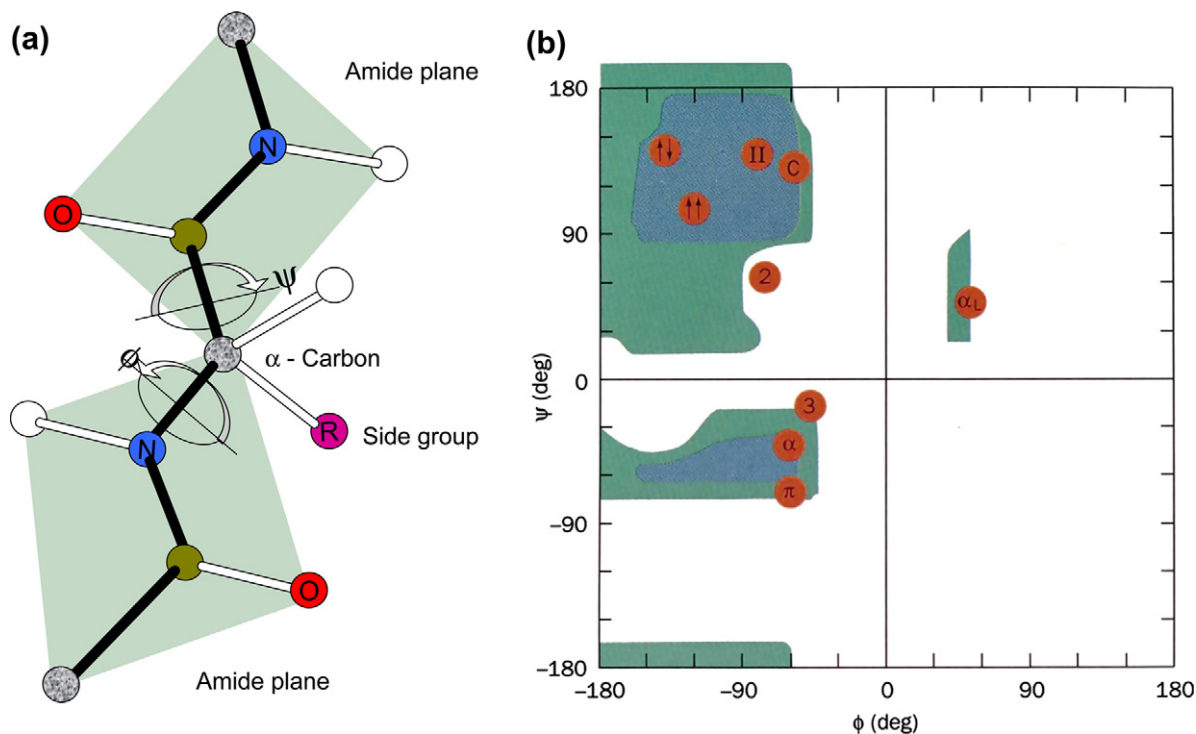 (a)
Amide plane
N
O
ψ
ϕ
α - Carbon
R
Side group
N
O
Amide plane
(b)
ψ (deg)
180
90
0
−90
−180
↑↓
II
C
↑↑
2
α
L
3
α
π
-180
-90
0
90
180
ϕ (deg)